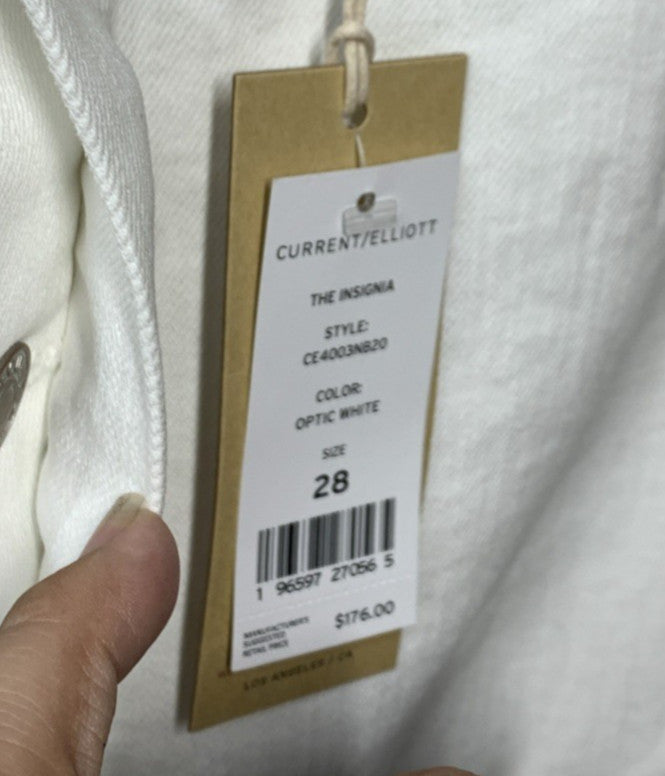 CURRENT/ELLIOTT
THE INSIGNIA
STYLE:
CE4003NB20
COLOR:
OPTIC WHITE
SIZE
28
1 96597 27056 5
$176.00
MANUFACTURER'S
SUGGESTED
RETAIL PRICE
LOS ANGELES / CA